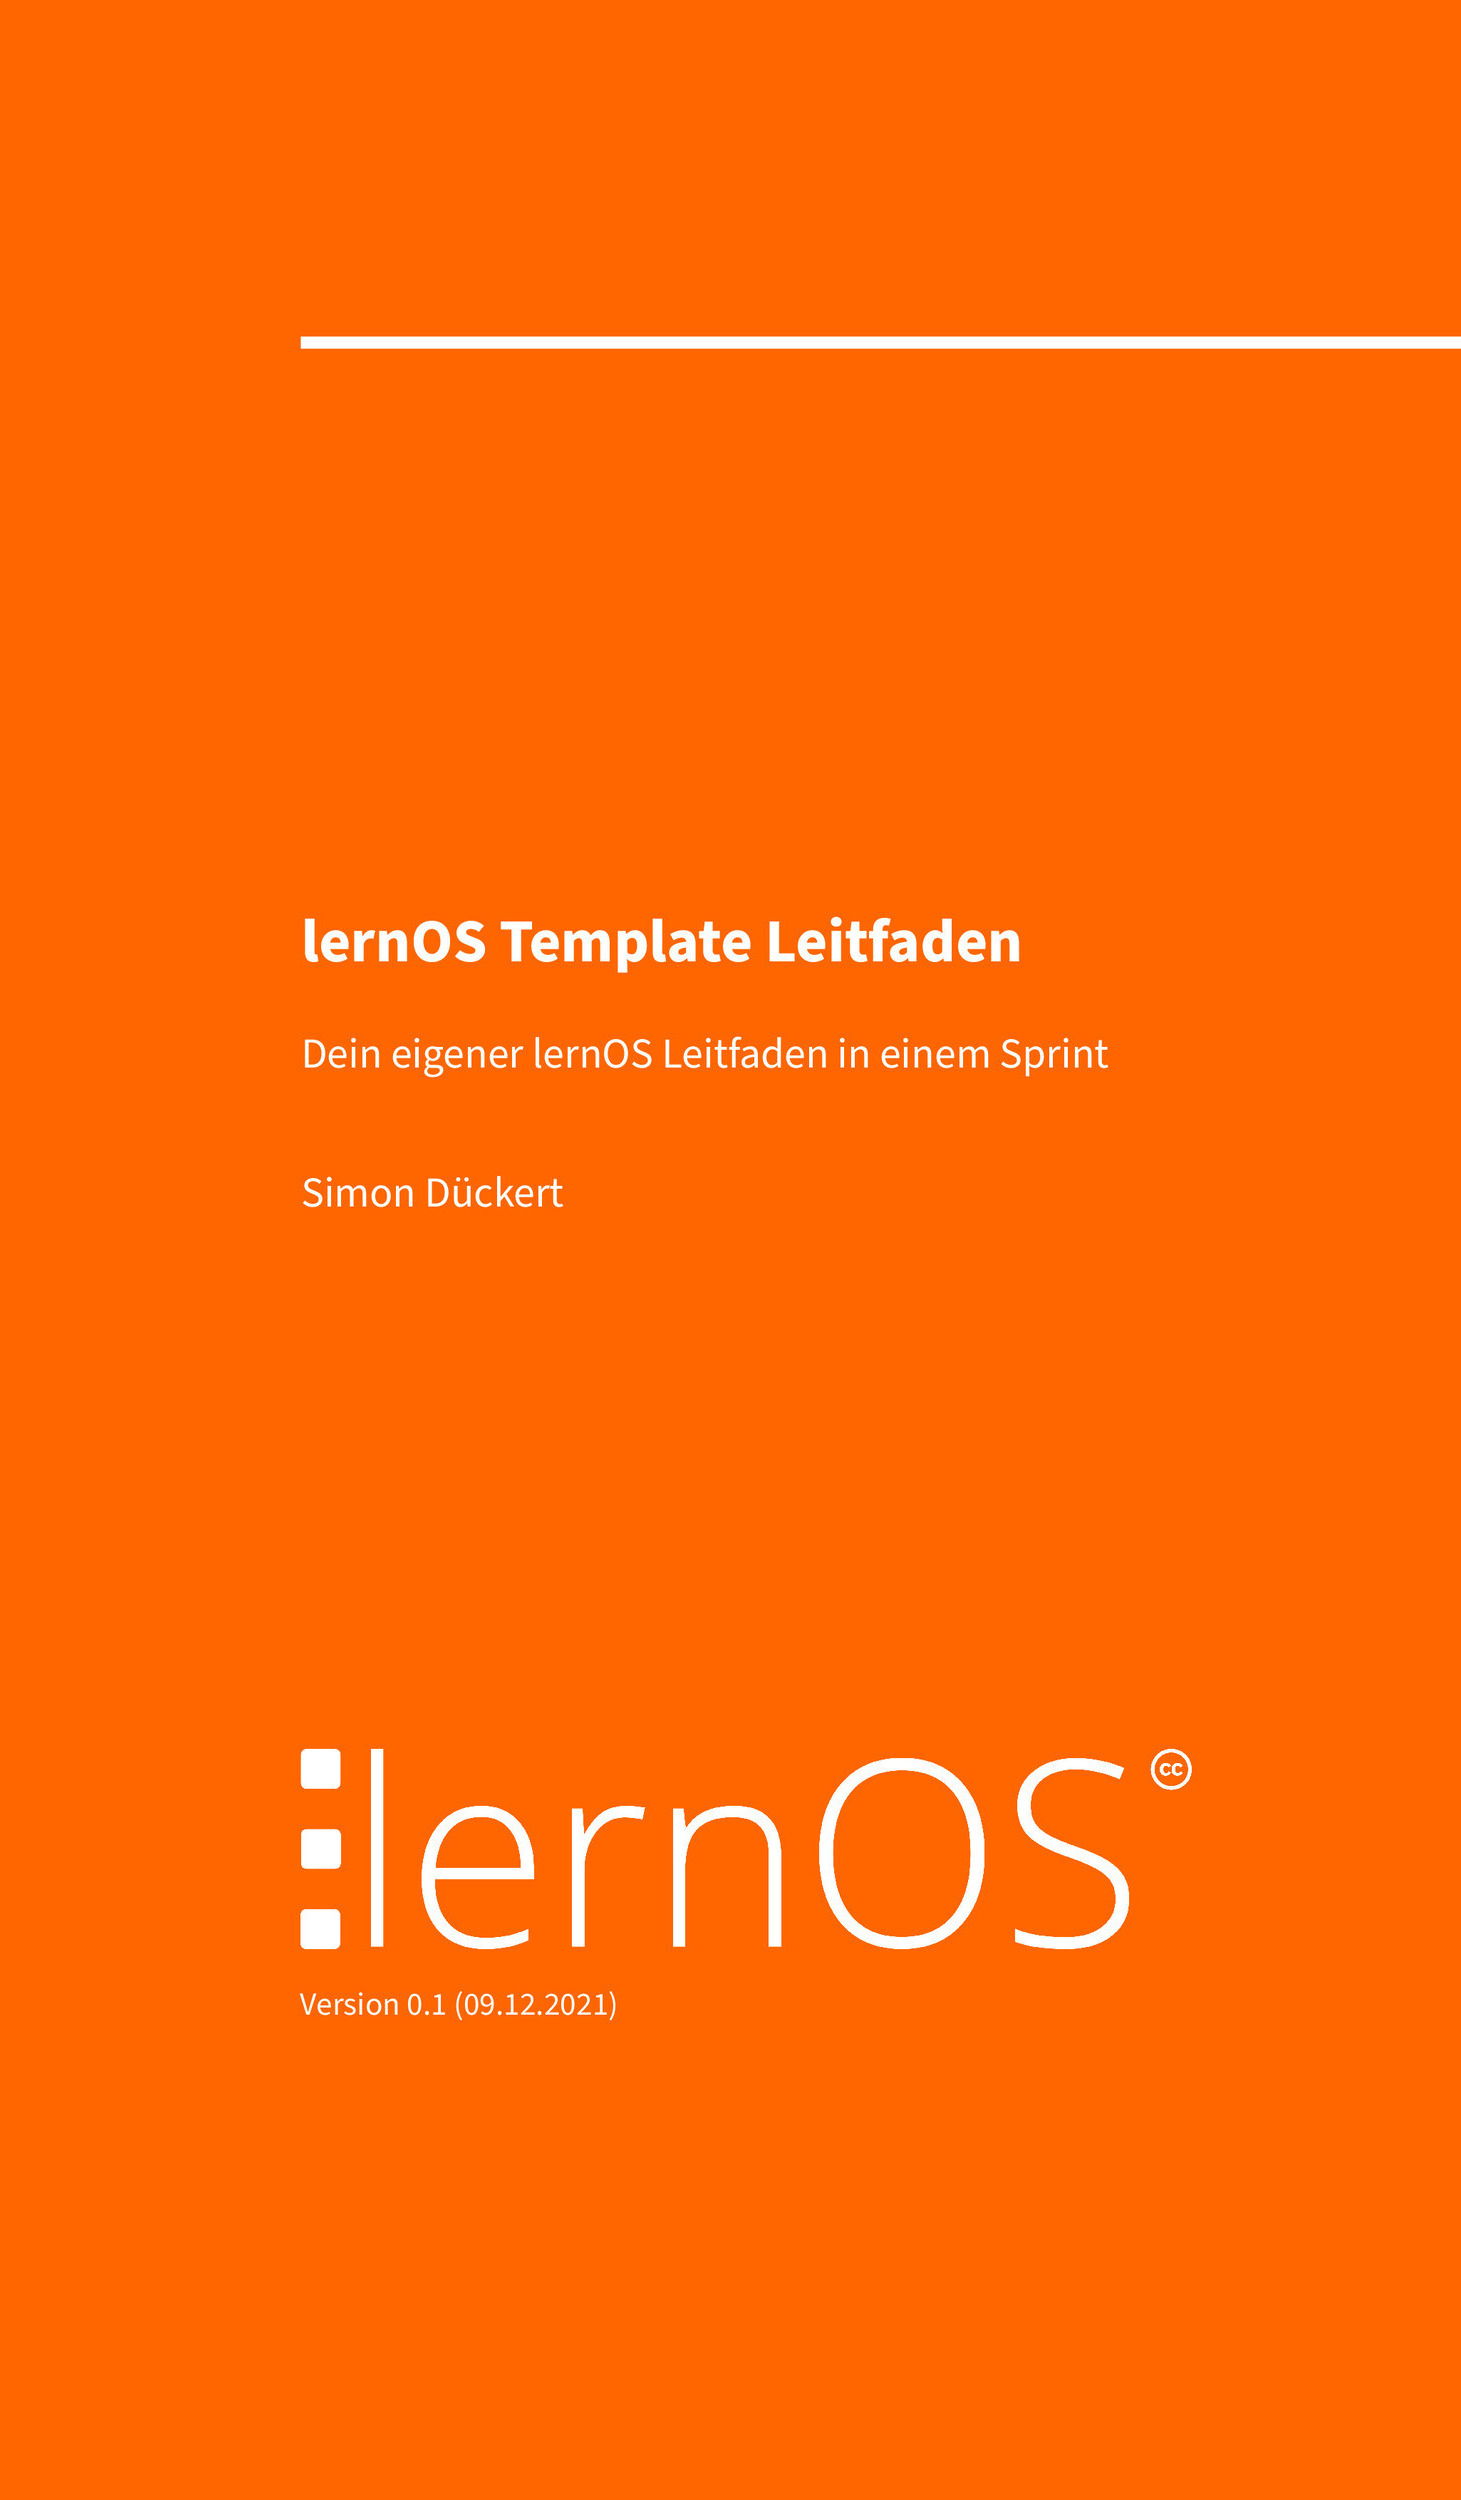 lernOS Template Leitfaden
Dein eigener lernOS Leitfaden in einem Sprint
Simon Dückert
lernOS cc
Version 0.1 (09.12.2021)